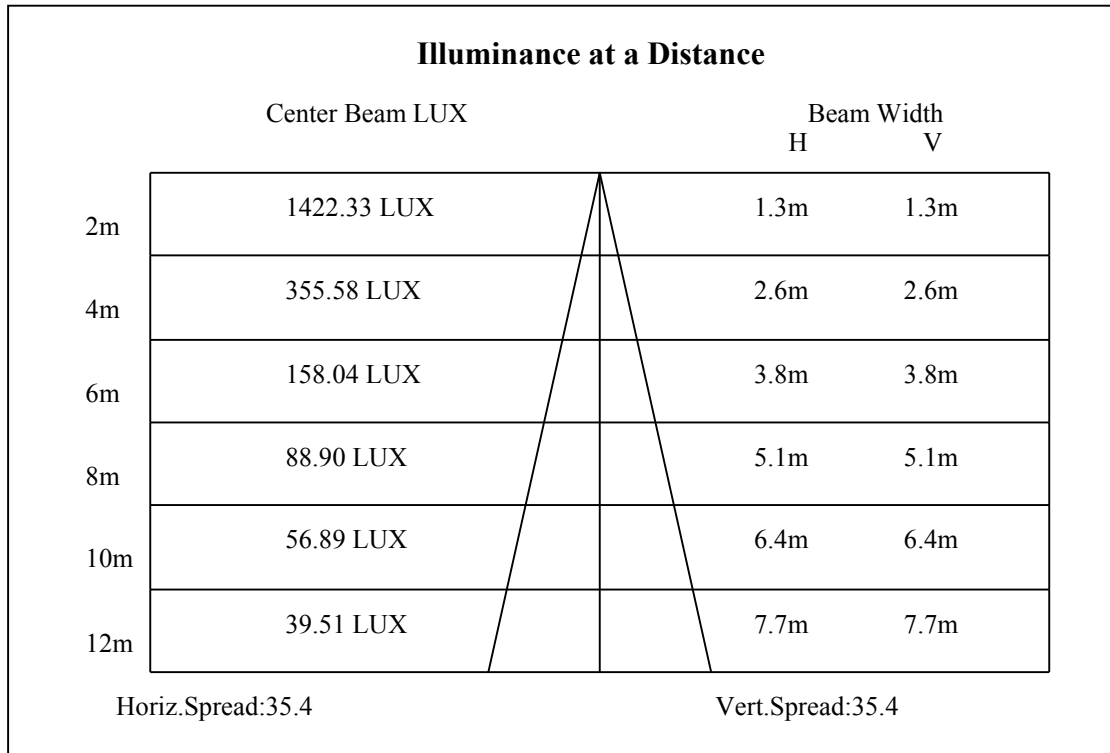 Illuminance at a Distance
Center Beam LUX Beam Width
H V
2m 1422.33 LUX 1.3m 1.3m
4m 355.58 LUX 2.6m 2.6m
6m 158.04 LUX 3.8m 3.8m
8m 88.90 LUX 5.1m 5.1m
10m 56.89 LUX 6.4m 6.4m
12m 39.51 LUX 7.7m 7.7m
Horiz.Spread:35.4 Vert.Spread:35.4